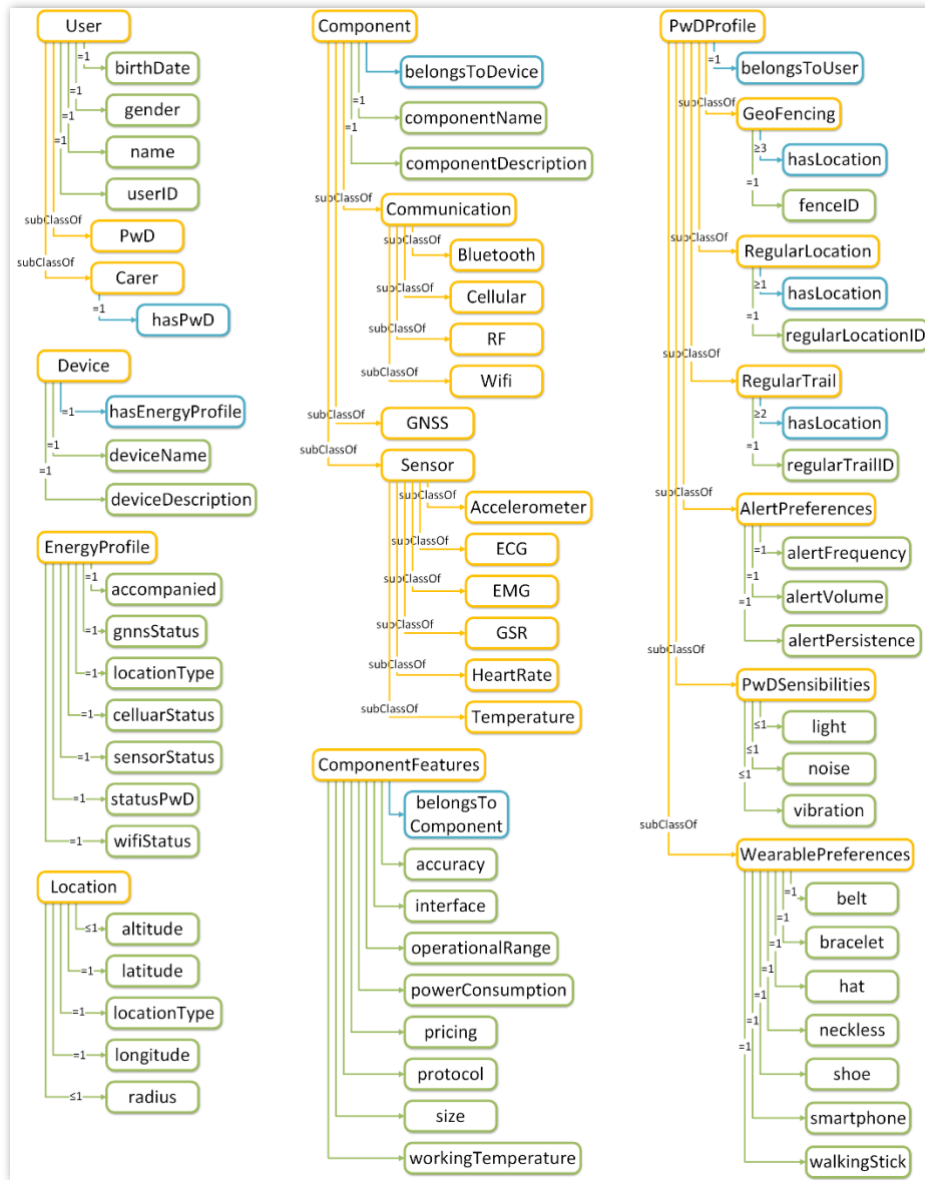 User
=1
birthDate
=1
gender
=1
name
=1
userID
subClassOf
PwD
subClassOf
Carer
=1
hasPwD
Device
=1
hasEnergyProfile
=1
deviceName
=1
deviceDescription
EnergyProfile
=1
accompanied
=1
gnnsStatus
=1
locationType
=1
celluarStatus
=1
sensorStatus
=1
statusPwD
=1
wifiStatus
Location
≤1
altitude
=1
latitude
=1
locationType
=1
longitude
≤1
radius
Component
belongsToDevice
=1
componentName
=1
componentDescription
subClassOf
Communication
subClassOf
Bluetooth
subClassOf
Cellular
subClassOf
RF
subClassOf
Wifi
subClassOf
GNSS
subClassOf
Sensor
subClassOf
Accelerometer
subClassOf
ECG
subClassOf
EMG
subClassOf
GSR
subClassOf
HeartRate
subClassOf
Temperature
ComponentFeatures
belongsTo
Component
accuracy
interface
operationalRange
powerConsumption
pricing
protocol
size
workingTemperature
PwDProfile
=1
belongsToUser
subClassOf
GeoFencing
≥3
hasLocation
=1
fenceID
subClassOf
RegularLocation
≥1
hasLocation
=1
regularLocationID
subClassOf
RegularTrail
≥2
hasLocation
=1
regularTrailID
subClassOf
AlertPreferences
=1
alertFrequency
=1
alertVolume
=1
alertPersistence
subClassOf
PwDSensibilities
≤1
light
≤1
noise
≤1
vibration
subClassOf
WearablePreferences
=1
belt
=1
bracelet
=1
hat
=1
neckless
=1
shoe
=1
smartphone
=1
walkingStick